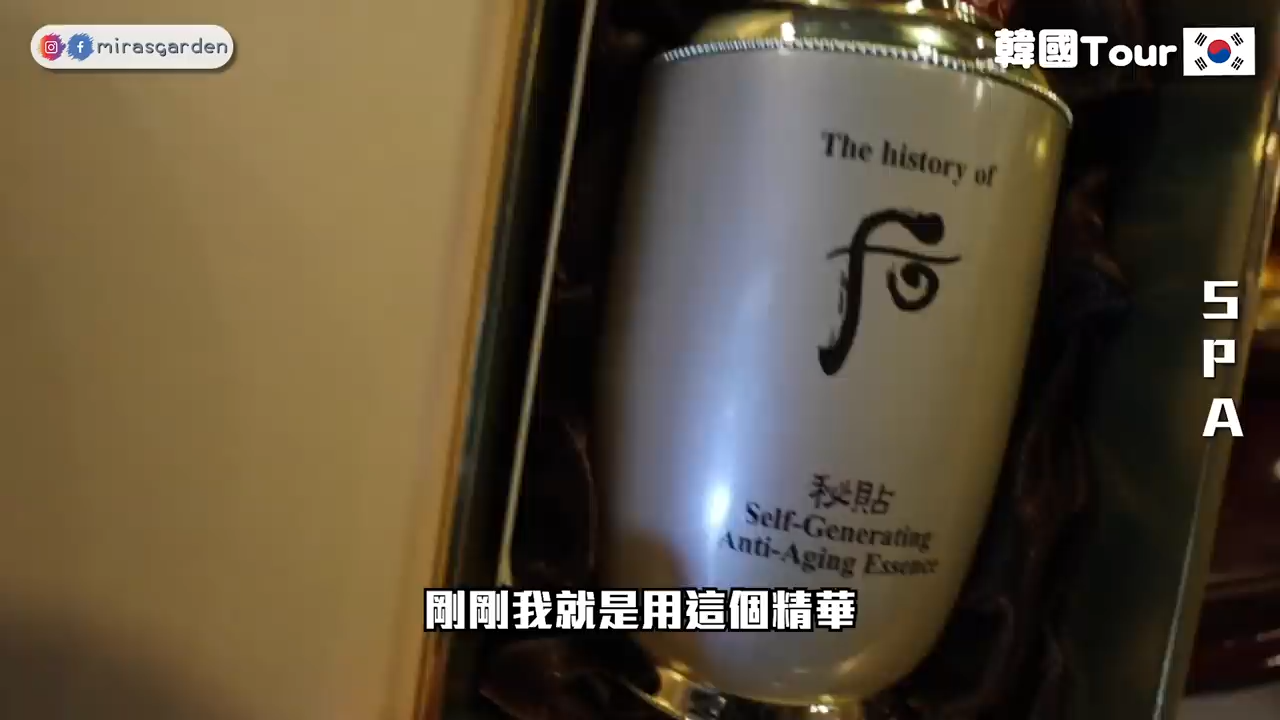 mirasgarden
韓國Tour
The history of
后
秘貼
Self-Generating
Anti-Aging Essence
SPA
剛剛我就是用這個精華